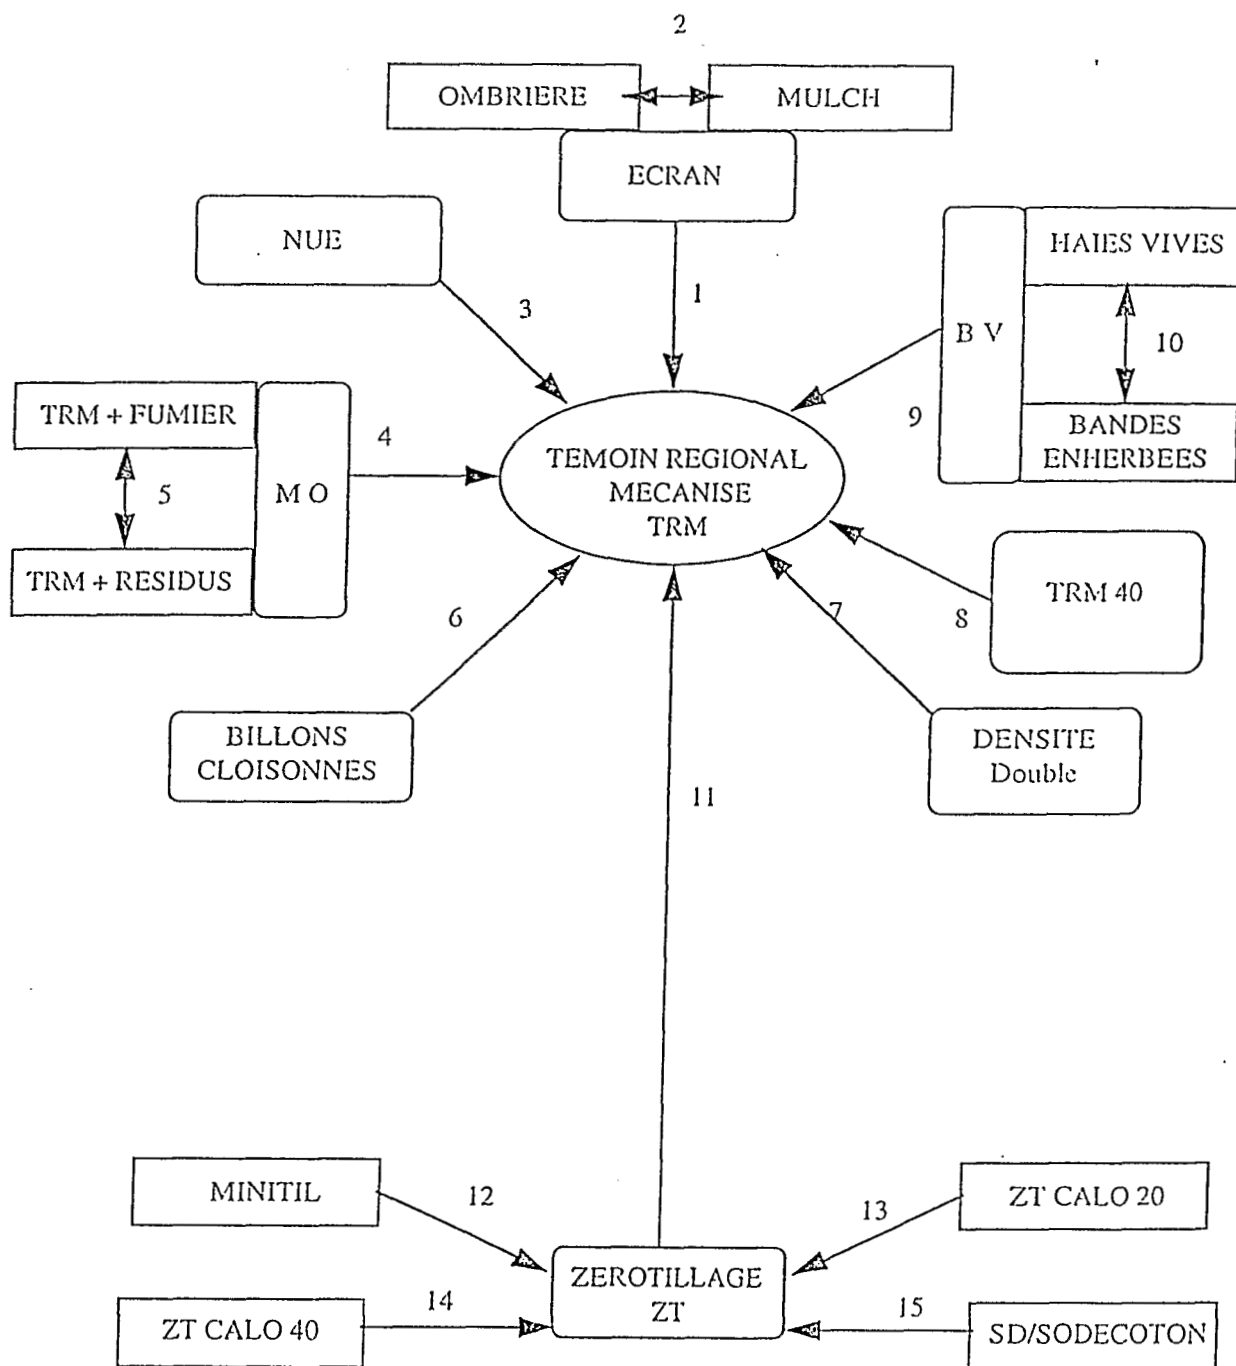 2
OMBRIERE
MULCH
ECRAN
NUE
HAIES VIVES
3
1
B V
10
TRM + FUMIER
4
9
BANDES
ENHERBEES
5
M O
TEMOIN REGIONAL
MECANISE
TRM
TRM + RESIDUS
6
7
8
TRM 40
BILLONS
CLOISONNES
DENSITE
Double
11
MINITIL
12
13
ZT CALO 20
ZEROTILLAGE
ZT
14
15
ZT CALO 40
SD/SODECOTON